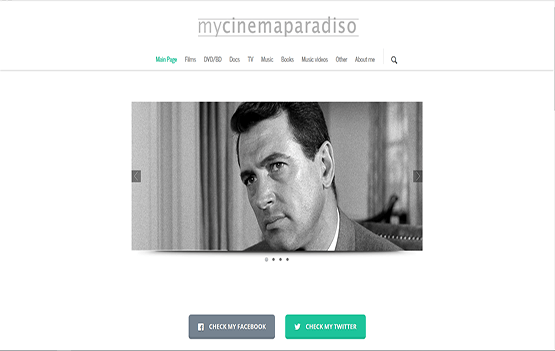 mycinemaparadiso
Main Page Films DVD/BD Docs TV Music Books Music videos Other About me
CHECK MY FACEBOOK CHECK MY TWITTER